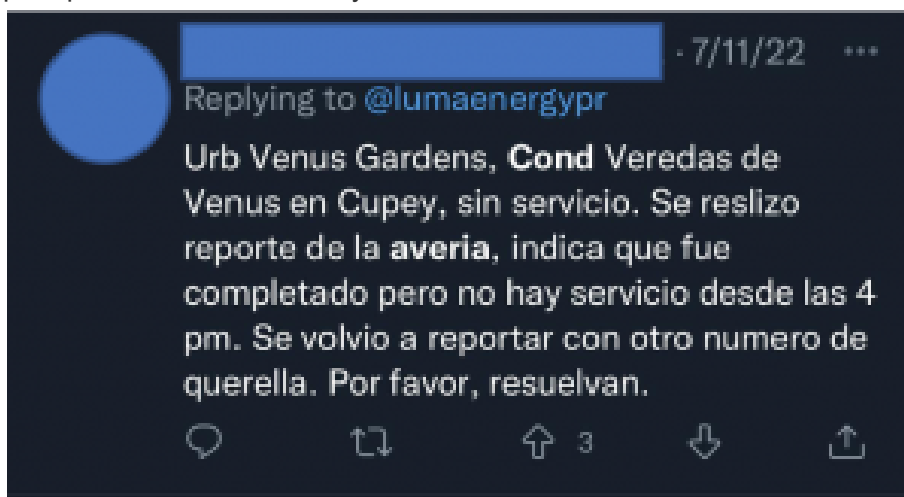 · 7/11/22 ···
Replying to @lumaenergypr
Urb Venus Gardens, Cond Veredas de
Venus en Cupey, sin servicio. Se reslizo
reporte de la averia, indica que fue
completado pero no hay servicio desde las 4
pm. Se volvio a reportar con otro numero de
querella. Por favor, resuelvan.
3